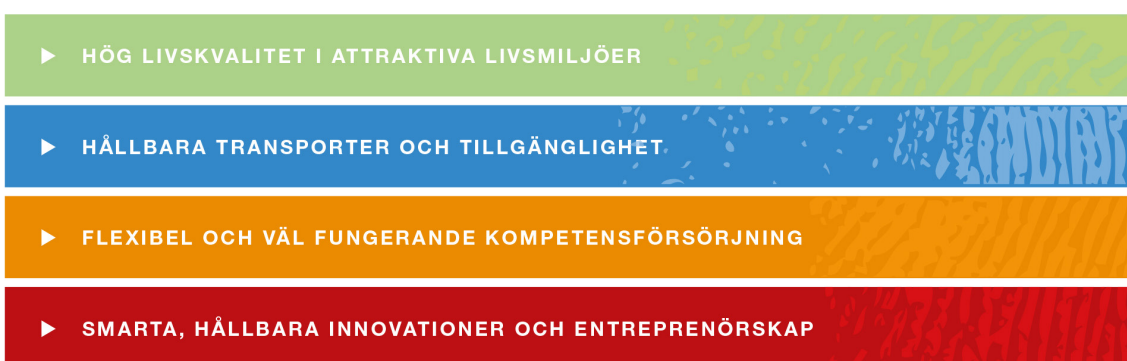 HÖG LIVSKVALITET I ATTRAKTIVA LIVSMILJÖER
HÅLLBARA TRANSPORTER OCH TILLGÄNGLIGHET
FLEXIBEL OCH VÄL FUNGERANDE KOMPETENSFÖRSÖRJNING
SMARTA, HÅLLBARA INNOVATIONER OCH ENTREPRENÖRSKAP